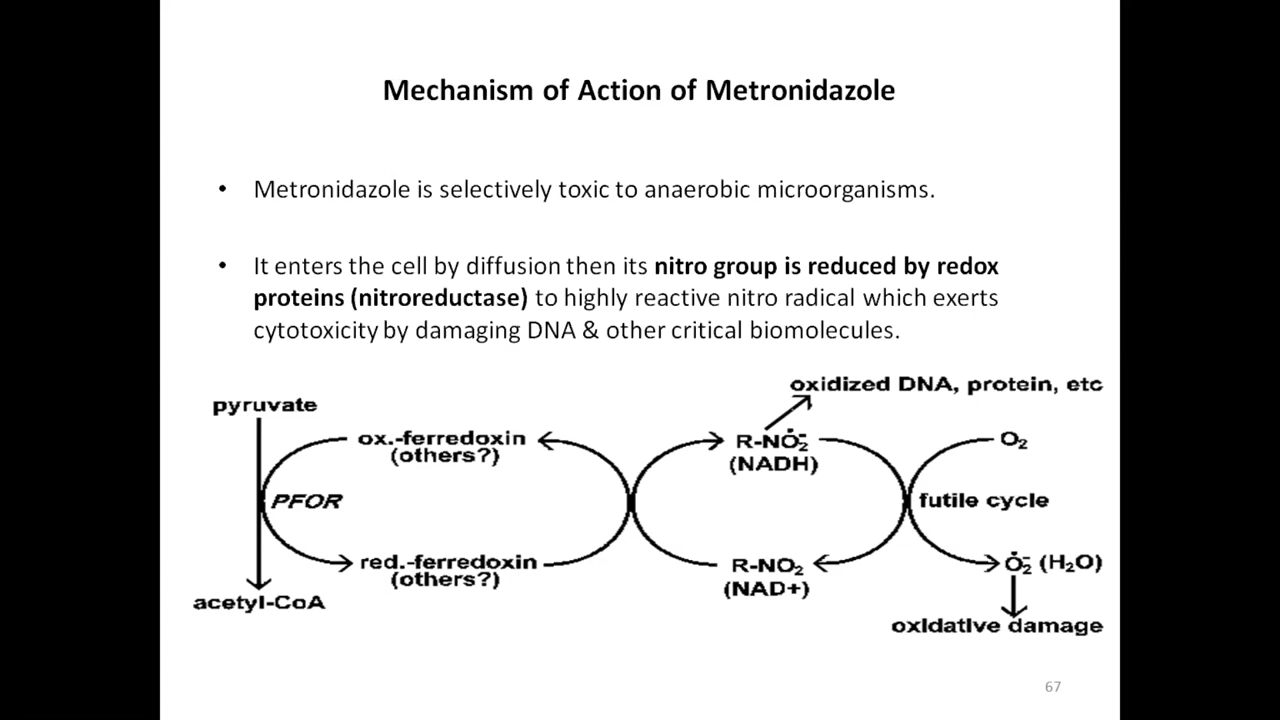 Mechanism of Action of Metronidazole
• Metronidazole is selectively toxic to anaerobic microorganisms.
• It enters the cell by diffusion then its nitro group is reduced by redox
proteins (nitroreductase) to highly reactive nitro radical which exerts
cytotoxicity by damaging DNA & other critical biomolecules.
oxidized DNA, protein, etc
pyruvate
ox.-ferredoxin
(others?)
R-NȮ₂⁻
(NADH)
O₂
PFOR
futile cycle
red.-ferredoxin
(others?)
R-NO₂
(NAD+)
Ȯ₂⁻ (H₂O)
acetyl-CoA
oxidative damage
67